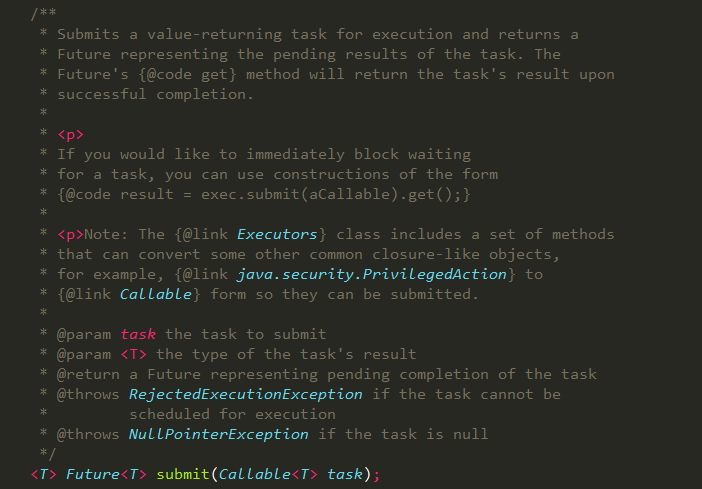 /**
 * Submits a value-returning task for execution and returns a
 * Future representing the pending results of the task. The
 * Future's {@code get} method will return the task's result upon
 * successful completion.
 *
 * <p>
 * If you would like to immediately block waiting
 * for a task, you can use constructions of the form
 * {@code result = exec.submit(aCallable).get();}
 *
 * <p>Note: The {@link Executors} class includes a set of methods
 * that can convert some other common closure-like objects,
 * for example, {@link java.security.PrivilegedAction} to
 * {@link Callable} form so they can be submitted.
 *
 * @param task the task to submit
 * @param <T> the type of the task's result
 * @return a Future representing pending completion of the task
 * @throws RejectedExecutionException if the task cannot be
 *         scheduled for execution
 * @throws NullPointerException if the task is null
 */
<T> Future<T> submit(Callable<T> task);